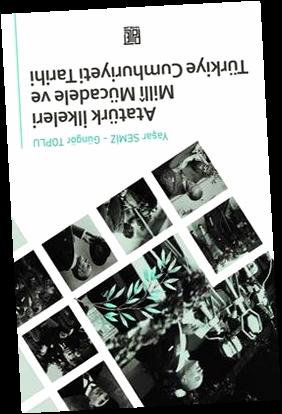 Yaşar SEMİZ - Güngör TOPLU
Atatürk İlkeleri
Millî Mücadele ve
Türkiye Cumhuriyeti Tarihi